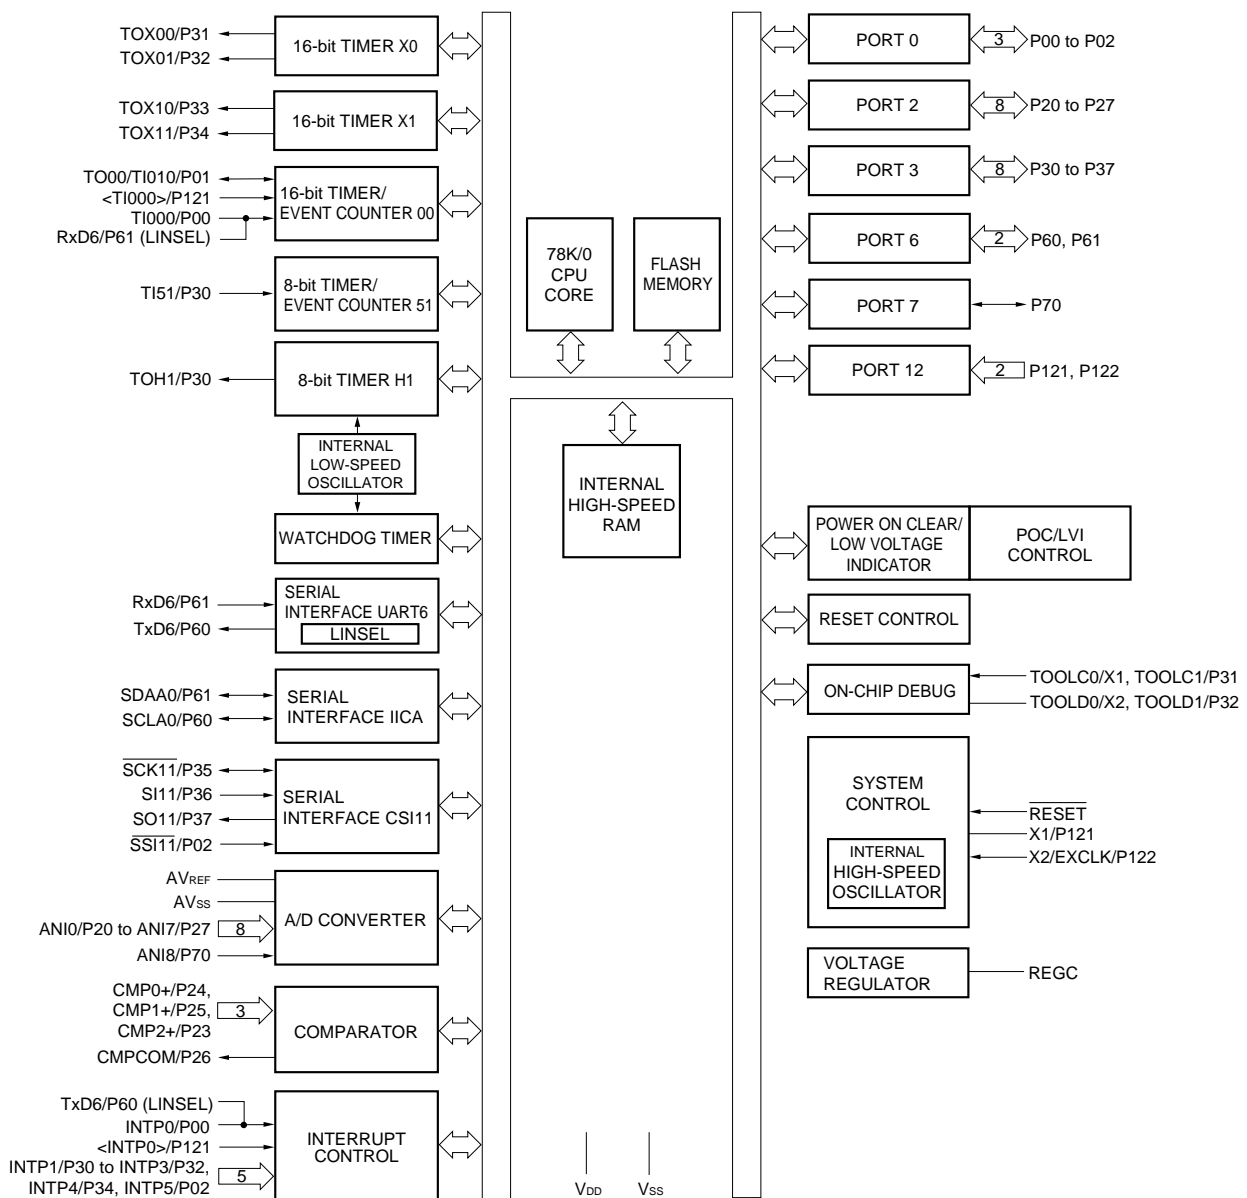 TOX00/P31
TOX01/P32
16-bit TIMER X0
TOX10/P33
TOX11/P34
16-bit TIMER X1
TO00/TI010/P01
<TI000>/P121
TI000/P00
RxD6/P61 (LINSEL)
16-bit TIMER/
EVENT COUNTER 00
TI51/P30
8-bit TIMER/
EVENT COUNTER 51
TOH1/P30
8-bit TIMER H1
INTERNAL
LOW-SPEED
OSCILLATOR
WATCHDOG TIMER
RxD6/P61
TxD6/P60
SERIAL
INTERFACE UART6
LINSEL
SDAA0/P61
SCLA0/P60
SERIAL
INTERFACE IICA
SCK11/P35
SI11/P36
SO11/P37
SSI11/P02
SERIAL
INTERFACE CSI11
AVREF
AVSS
ANI0/P20 to ANI7/P27
8
ANI8/P70
A/D CONVERTER
CMP0+/P24,
CMP1+/P25,
CMP2+/P23
3
CMPCOM/P26
COMPARATOR
TxD6/P60 (LINSEL)
INTP0/P00
<INTP0>/P121
INTP1/P30 to INTP3/P32,
INTP4/P34, INTP5/P02
5
INTERRUPT
CONTROL
78K/0
CPU
CORE
FLASH
MEMORY
INTERNAL
HIGH-SPEED
RAM
VDD
VSS
PORT 0
3
P00 to P02
PORT 2
8
P20 to P27
PORT 3
8
P30 to P37
PORT 6
2
P60, P61
PORT 7
P70
PORT 12
2
P121, P122
POWER ON CLEAR/
LOW VOLTAGE
INDICATOR
POC/LVI
CONTROL
RESET CONTROL
ON-CHIP DEBUG
TOOLC0/X1, TOOLC1/P31
TOOLD0/X2, TOOLD1/P32
SYSTEM
CONTROL
INTERNAL
HIGH-SPEED
OSCILLATOR
RESET
X1/P121
X2/EXCLK/P122
VOLTAGE
REGULATOR
REGC